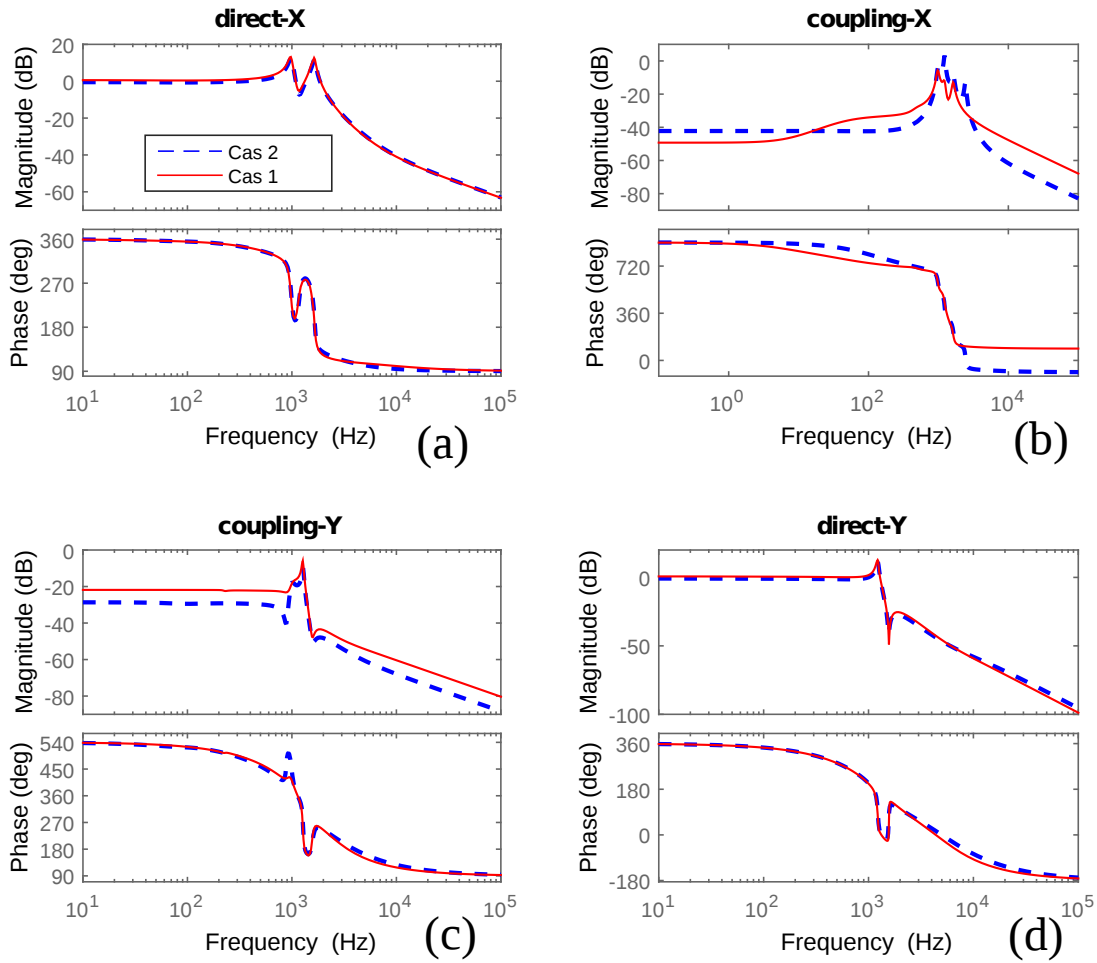 direct-X
Magnitude (dB)
20
0
-20
-40
-60
Cas 2
Cas 1
Phase (deg)
360
270
180
90
10^1 10^2 10^3 10^4 10^5
Frequency (Hz)
(a)
coupling-X
Magnitude (dB)
0
-20
-40
-60
-80
Phase (deg)
720
360
0
10^0 10^2 10^4
Frequency (Hz)
(b)
coupling-Y
Magnitude (dB)
0
-20
-40
-60
-80
Phase (deg)
540
450
360
270
180
90
10^1 10^2 10^3 10^4 10^5
Frequency (Hz)
(c)
direct-Y
Magnitude (dB)
0
-50
-100
Phase (deg)
360
180
0
-180
10^1 10^2 10^3 10^4 10^5
Frequency (Hz)
(d)